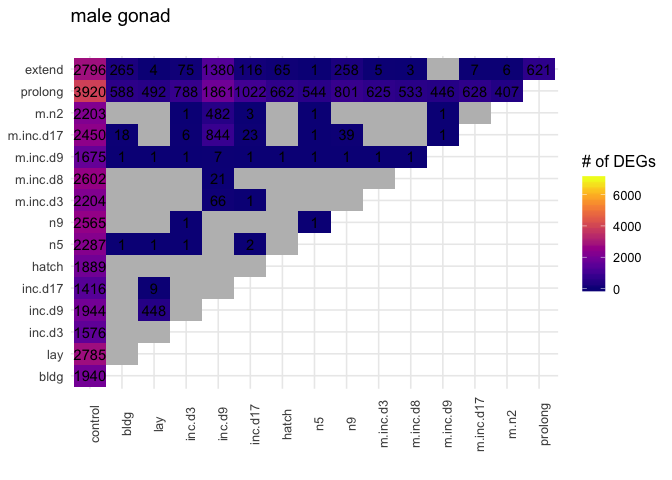 male gonad
extend 2796 265 4 75 1380 118 65 1 258 5 3 7 6 621
prolong 3920 588 492 788 1861 1022 662 544 801 625 533 446 628 407
m.n2 2203 1 482 3 1 1
m.inc.d17 2450 18 6 844 23 1 39 1
m.inc.d9 1675 1 1 1 7 1 1 1 1 1 1
m.inc.d8 2602 21
m.inc.d3 2204 66 1
n9 2565 1 1
n5 2287 1 1 1 2
hatch 1889
inc.d17 1416 9
inc.d9 1944 448
inc.d3 1576
lay 2785
bldg 1940
control bldg lay inc.d3 inc.d9 inc.d17 hatch n5 n9 m.inc.d3 m.inc.d8 m.inc.d9 m.inc.d17 m.n2 prolong
# of DEGs
6000
4000
2000
0